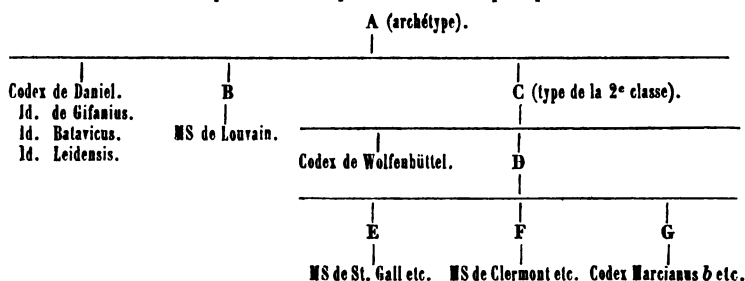 A (archétype).
Codex de Daniel. B C (type de la 2e classe).
Id. de Gifanius.
Id. Batavicus. MS de Louvain.
Id. Leidensis. Codex de Wolfenbüttel. D
E F G
MS de St. Gall etc. MS de Clermont etc. Codex Marcianus b etc.